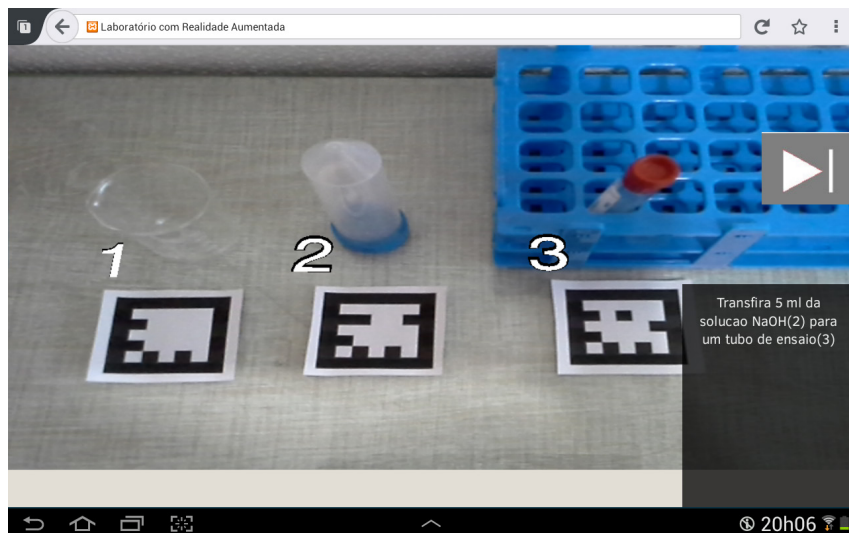 1
Laboratório com Realidade Aumentada
1
2
3
Transfira 5 ml da
solucao NaOH(2) para
um tubo de ensaio(3)
20h06